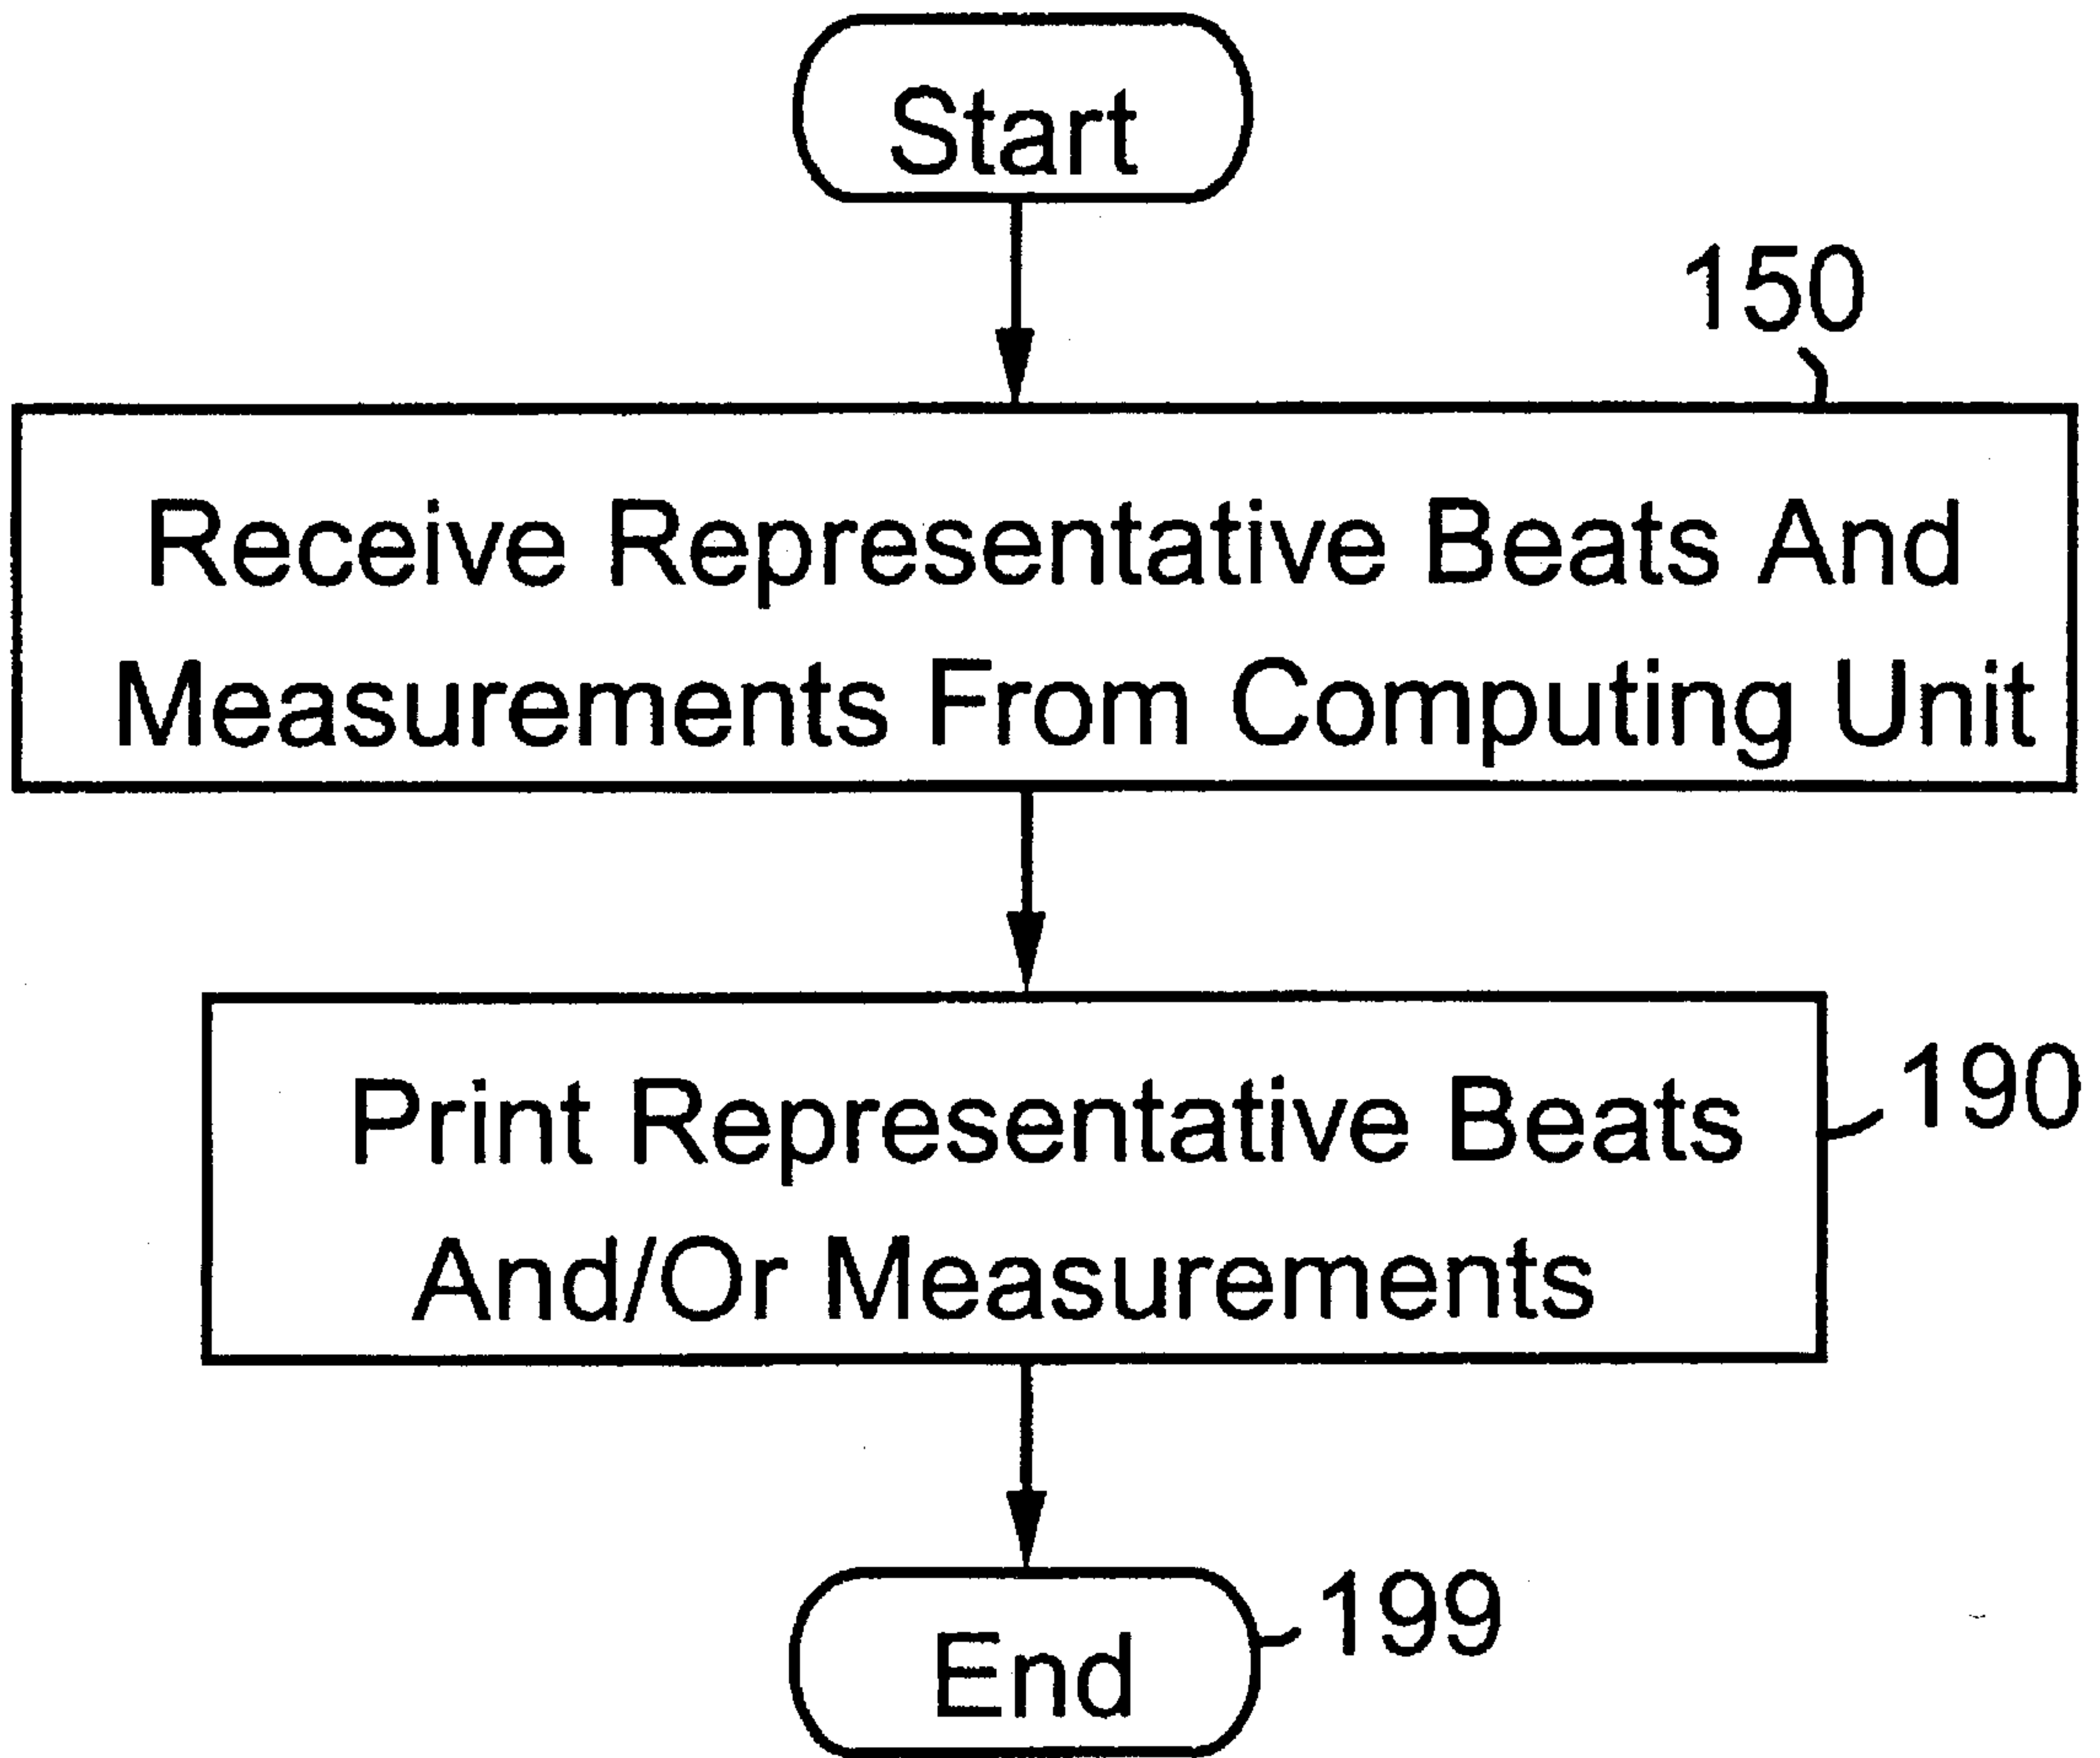 Start
150
Receive Representative Beats And
Measurements From Computing Unit
Print Representative Beats
190
And/Or Measurements
199
End